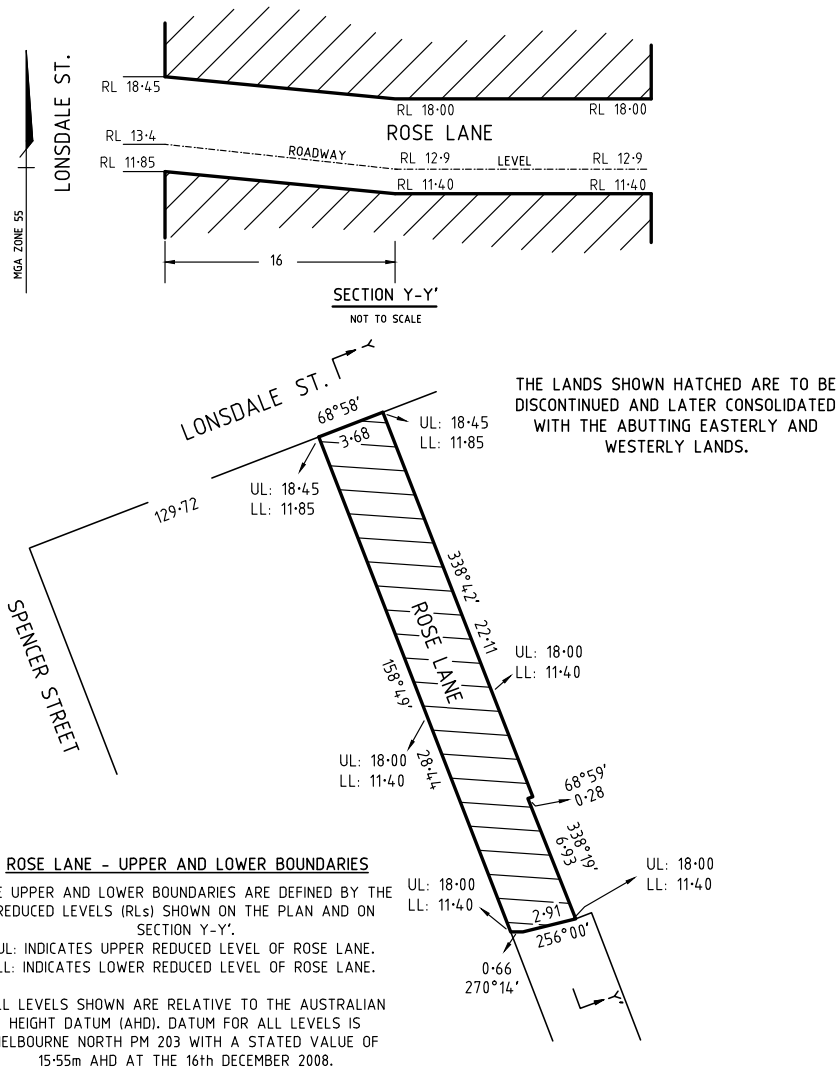 LONSDALE ST.
MGA ZONE 55
RL 18·45
RL 13·4
RL 11·85
RL 18·00
RL 18·00
ROSE LANE
ROADWAY
RL 12·9
LEVEL
RL 12·9
RL 11·40
RL 11·40
16
SECTION Y-Y'
NOT TO SCALE
Y
THE LANDS SHOWN HATCHED ARE TO BE
DISCONTINUED AND LATER CONSOLIDATED
WITH THE ABUTTING EASTERLY AND
WESTERLY LANDS.
LONSDALE ST.
68°58'
3·68
UL: 18·45
LL: 11·85
UL: 18·45
LL: 11·85
129·72
SPENCER STREET
338°42'
22·11
ROSE LANE
UL: 18·00
LL: 11·40
158°49'
28·44
UL: 18·00
LL: 11·40
68°59'
0·28
338°19'
6·93
UL: 18·00
LL: 11·40
UL: 18·00
LL: 11·40
2·91
256°00'
0·66
270°14'
Y'
ROSE LANE - UPPER AND LOWER BOUNDARIES
UPPER AND LOWER BOUNDARIES ARE DEFINED BY THE
REDUCED LEVELS (RLs) SHOWN ON THE PLAN AND ON
SECTION Y-Y'.
UL: INDICATES UPPER REDUCED LEVEL OF ROSE LANE.
LL: INDICATES LOWER REDUCED LEVEL OF ROSE LANE.
LEVELS SHOWN ARE RELATIVE TO THE AUSTRALIAN
HEIGHT DATUM (AHD). DATUM FOR ALL LEVELS IS
NORTH PM 203 WITH A STATED VALUE OF
15·55m AHD AT THE 16th DECEMBER 2008.